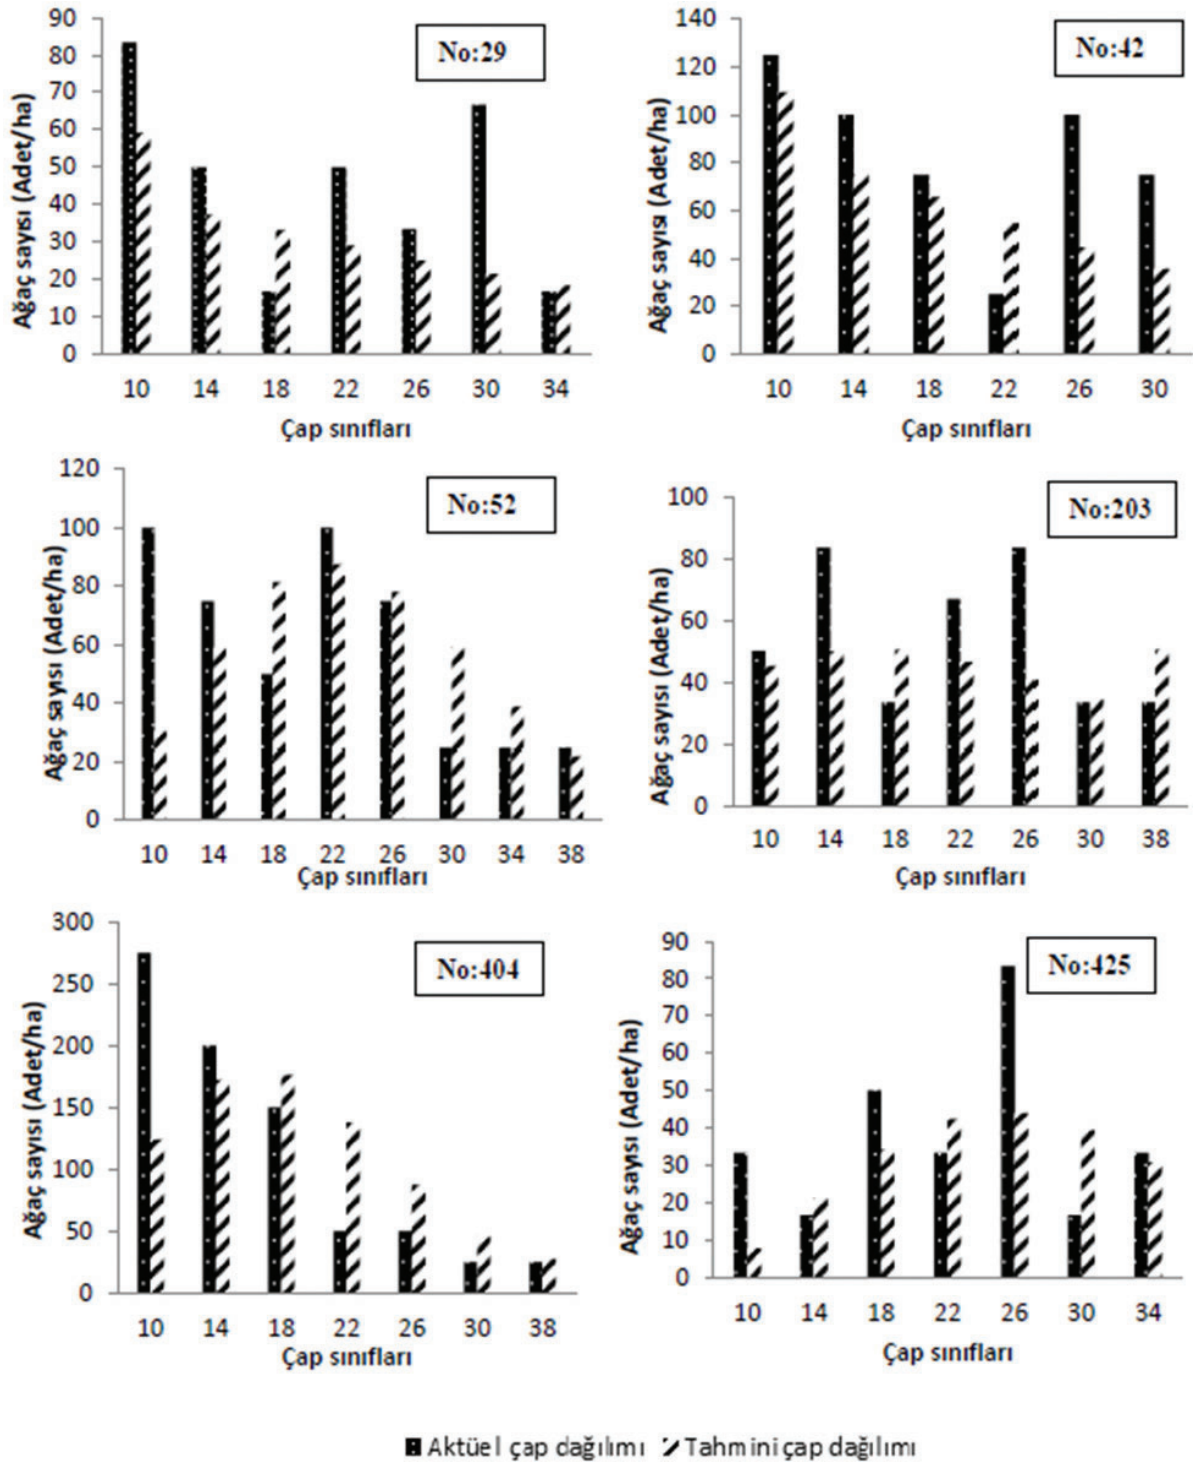 No:29
Ağaç sayısı (Adet/ha)
90
80
70
60
50
40
30
20
10
0
10 14 18 22 26 30 34
Çap sınıfları
No:42
Ağaç sayısı (Adet/ha)
140
120
100
80
60
40
20
0
10 14 18 22 26 30
Çap sınıfları
No:52
Ağaç sayısı (Adet/ha)
120
100
80
60
40
20
0
10 14 18 22 26 30 34 38
Çap sınıfları
No:203
Ağaç sayısı (Adet/ha)
100
80
60
40
20
0
10 14 18 22 26 30 38
Çap sınıfları
No:404
Ağaç sayısı (Adet/ha)
300
250
200
150
100
50
0
10 14 18 22 26 30 38
Çap sınıfları
No:425
Ağaç sayısı (Adet/ha)
90
80
70
60
50
40
30
20
10
0
10 14 18 22 26 30 34
Çap sınıfları
Aktüel çap dağılımı Tahmini çap dağılımı